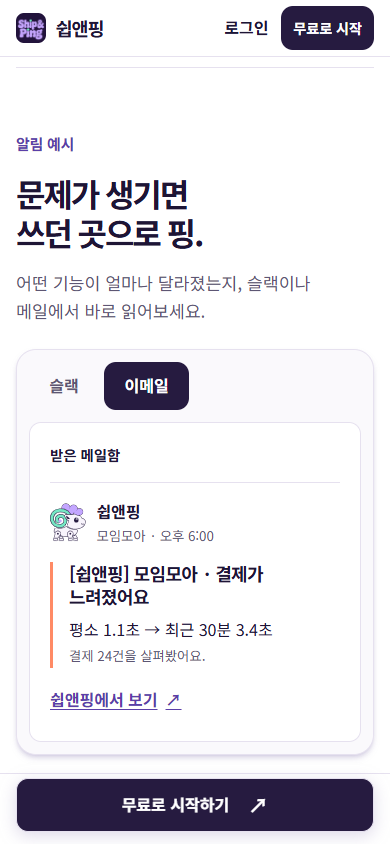 Ship&
Ping
쉽앤핑
로그인
무료로 시작
알림 예시
문제가 생기면
쓰던 곳으로 핑.
어떤 기능이 얼마나 달라졌는지, 슬랙이나
메일에서 바로 읽어보세요.
슬랙
이메일
받은 메일함
쉽앤핑
모임모아 · 오후 6:00
[쉽앤핑] 모임모아 · 결제가
느려졌어요
평소 1.1초 → 최근 30분 3.4초
결제 24건을 살펴봤어요.
쉽앤핑에서 보기 ↗
무료로 시작하기 ↗